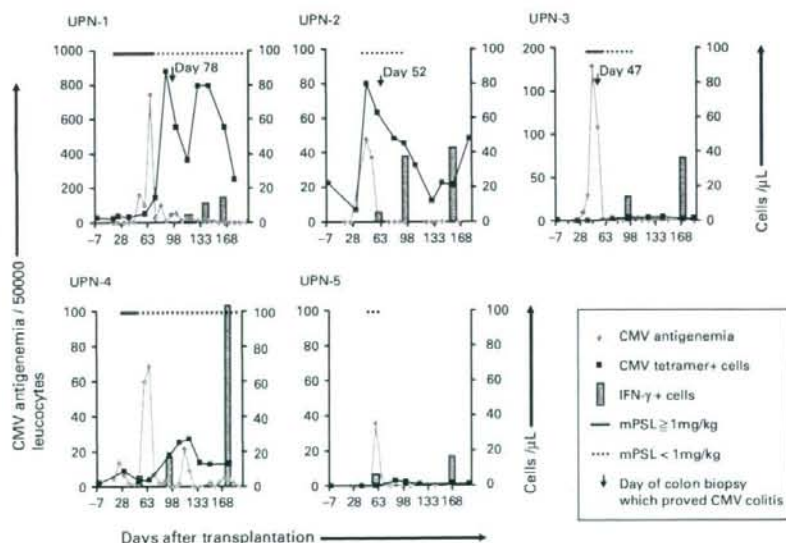 UPN-1
UPN-2
UPN-3
1000
800
600
400
200
0
100
80
60
40
20
0
Day 78
-7 28 63 98 133 168
100
80
60
40
20
0
100
80
60
40
20
0
Day 52
-7 28 63 98 133 168
200
150
100
100
50
0
100
80
60
40
20
0
Day 47
-7 28 63 98 133 168
Cells /μL
CMV antigenemia / 50000
leucocytes
UPN-4
UPN-5
100
80
60
40
20
0
100
80
60
40
20
0
-7 28 63 98 133 168
100
80
60
40
20
0
100
80
60
40
20
0
-7 28 63 98 133 168
Cells /μL
Days after transplantation
CMV antigenemia
CMV tetramer+ cells
IFN-γ+ cells
mPSL ≧ 1mg/kg
mPSL < 1mg/kg
Day of colon biopsy
which proved CMV colitis